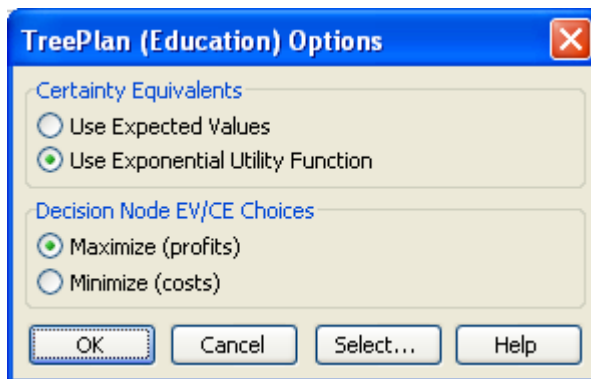 TreePlan (Education) Options
Certainty Equivalents
Use Expected Values
Use Exponential Utility Function
Decision Node EV/CE Choices
Maximize (profits)
Minimize (costs)
OK Cancel Select... Help